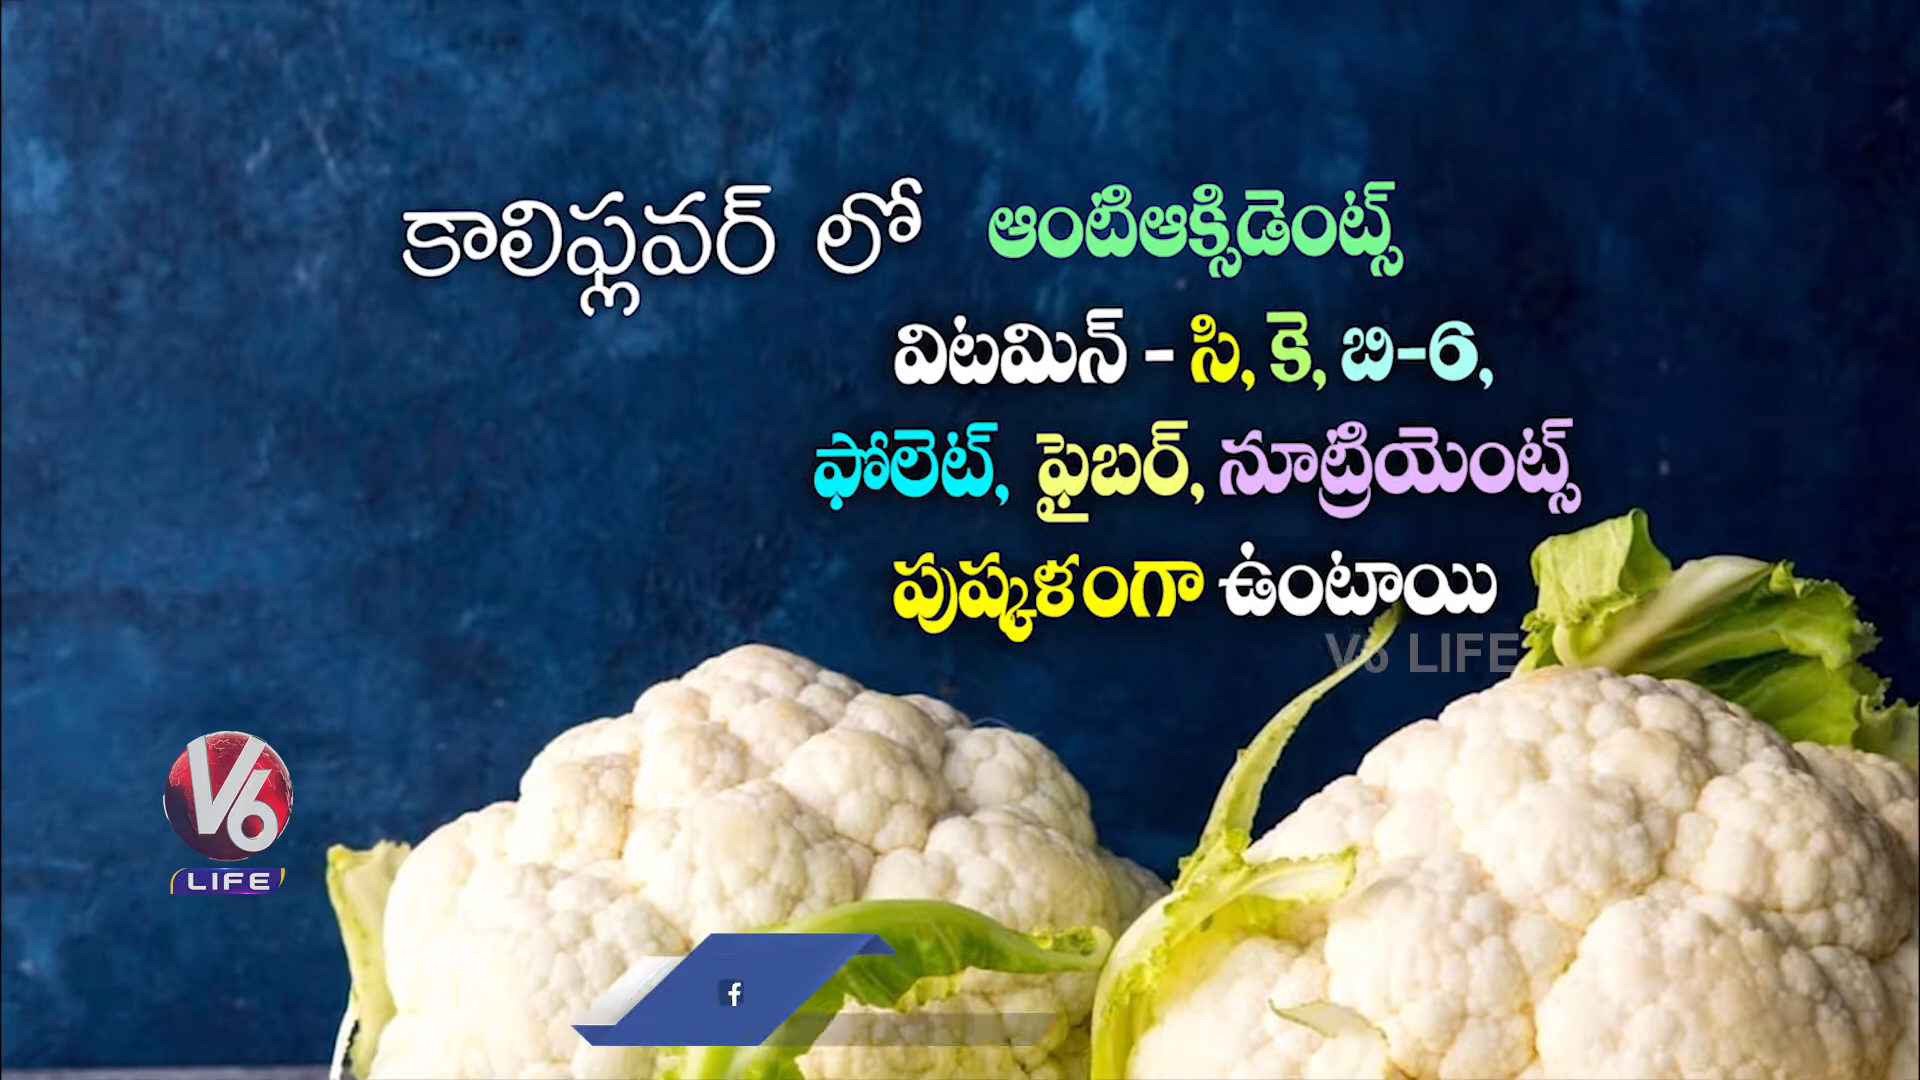 కాలిఫ్లవర్ లో ఆంటిఆక్సిడెంట్స్
విటమిన్ - సి, కె, బి-6,
ఫోలెట్, ఫైబర్, నూట్రియెంట్స్
పుష్కళంగా ఉంటాయి
V6 LIFE
V6
LIFE
f